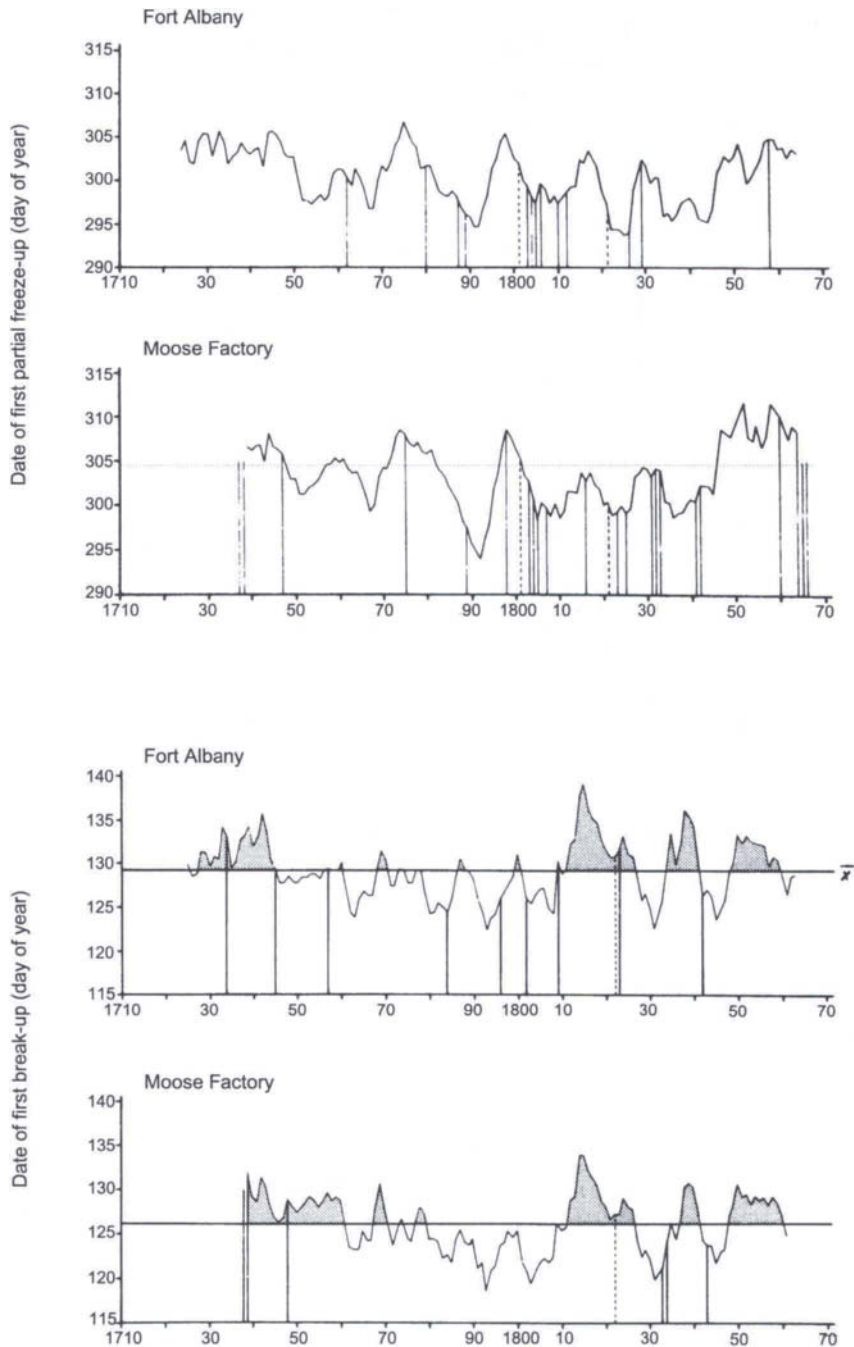 Fort Albany
315
310
305
300
295
290
1710 30 50 70 90 1800 10 30 50 70
Date of first partial freeze-up (day of year)
Moose Factory
315
310
305
300
295
290
1710 30 50 70 90 1800 10 30 50 70
Fort Albany
140
135
130
125
120
115
x̄
1710 30 50 70 90 1800 10 30 50 70
Date of first break-up (day of year)
Moose Factory
140
135
130
125
120
115
1710 30 50 70 90 1800 10 30 50 70